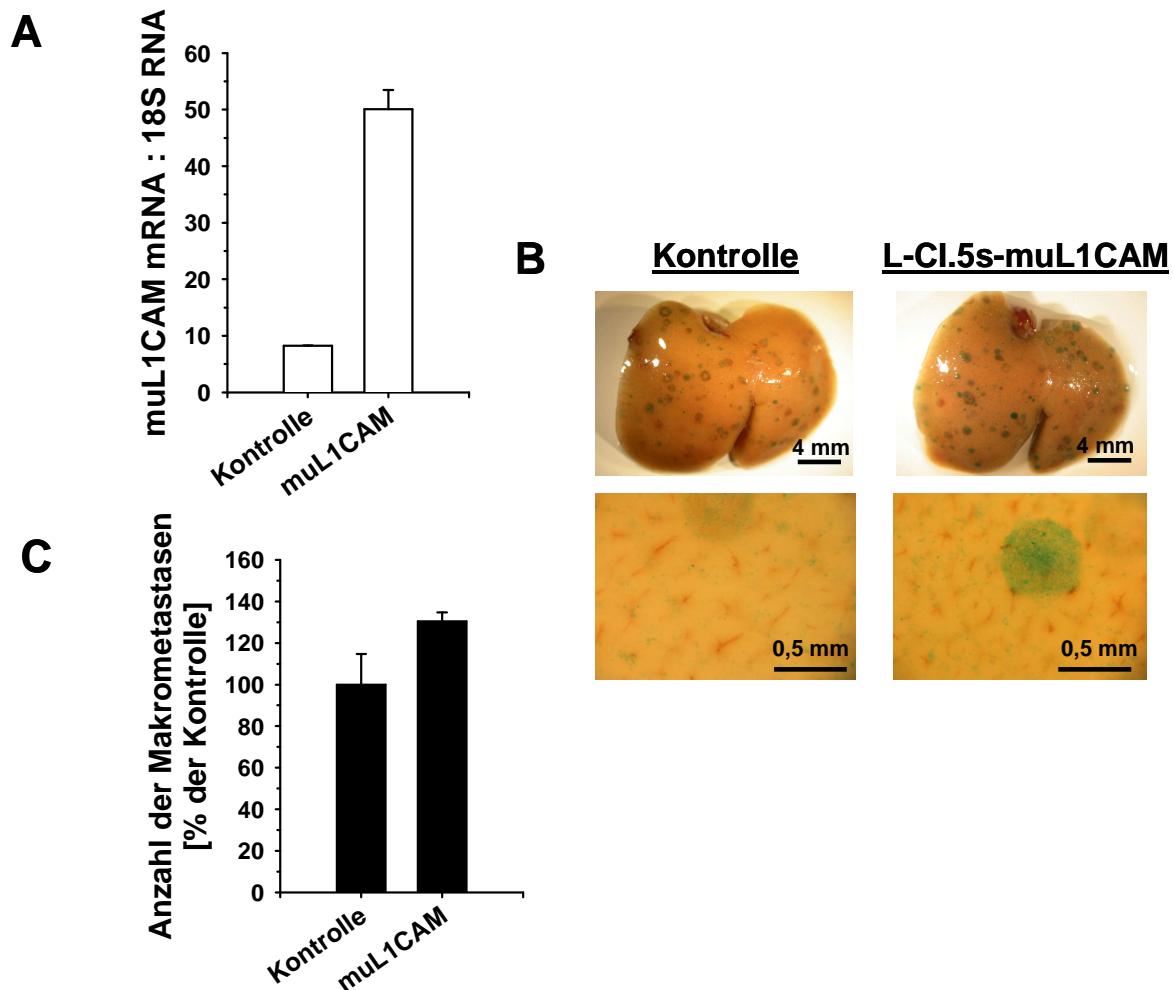 A
muL1CAM mRNA : 18S RNA
60
50
40
30
20
10
0
Kontrolle
muL1CAM
B
Kontrolle
L-CI.5s-muL1CAM
4 mm
4 mm
0,5 mm
0,5 mm
C
Anzahl der Makrometastasen
[% der Kontrolle]
160
140
120
100
80
60
40
20
0
Kontrolle
muL1CAM